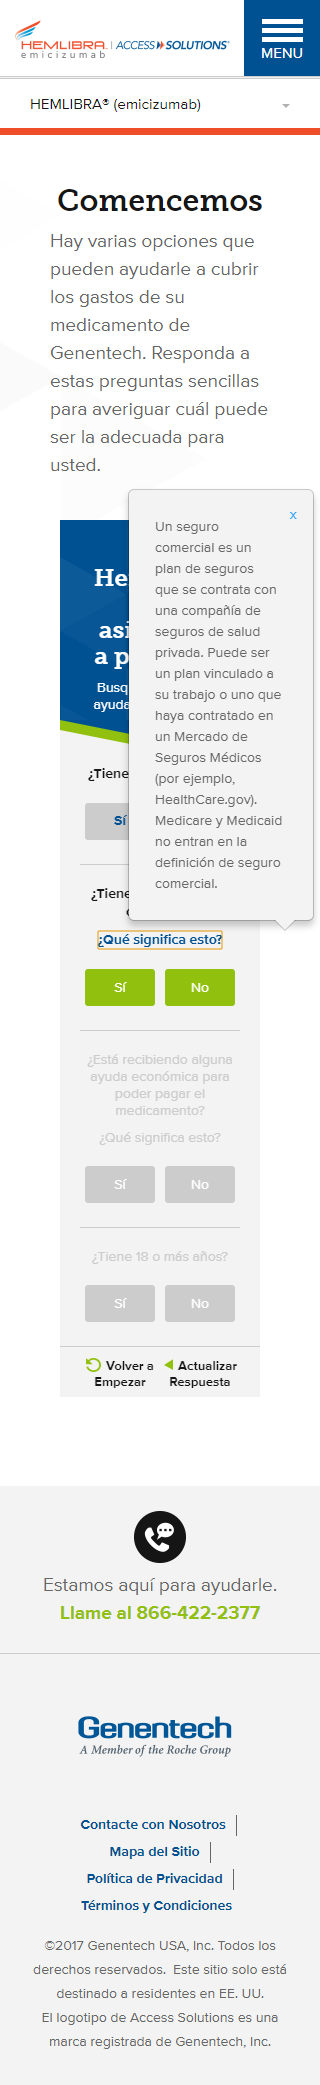 HEMLIBRA.
emicizumab
ACCESS SOLUTIONS®
MENU
HEMLIBRA® (emicizumab)
Comencemos
Hay varias opciones que
pueden ayudarle a cubrir
los gastos de su
medicamento de
Genentech. Responda a
estas preguntas sencillas
para averiguar cuál puede
ser la adecuada para
usted.
x
Un seguro
comercial es un
plan de seguros
que se contrata con
una compañía de
seguros de salud
privada. Puede ser
un plan vinculado a
su trabajo o uno que
haya contratado en
un Mercado de
Seguros Médicos
(por ejemplo,
HealthCare.gov).
Medicare y Medicaid
no entran en la
definición de seguro
comercial.
He
asi
a p
Busq
ayuda
¿Tiene
Sí
¿Tiene
¿Qué significa esto?
Sí No
¿Está recibiendo alguna
ayuda económica para
poder pagar el
medicamento?
¿Qué significa esto?
Sí No
¿Tiene 18 o más años?
Sí No
Volver a Empezar
Actualizar Respuesta
Estamos aquí para ayudarle.
Llame al 866-422-2377
Genentech
A Member of the Roche Group
Contacte con Nosotros
Mapa del Sitio
Política de Privacidad
Términos y Condiciones
©2017 Genentech USA, Inc. Todos los
derechos reservados. Este sitio solo está
destinado a residentes en EE. UU.
El logotipo de Access Solutions es una
marca registrada de Genentech, Inc.